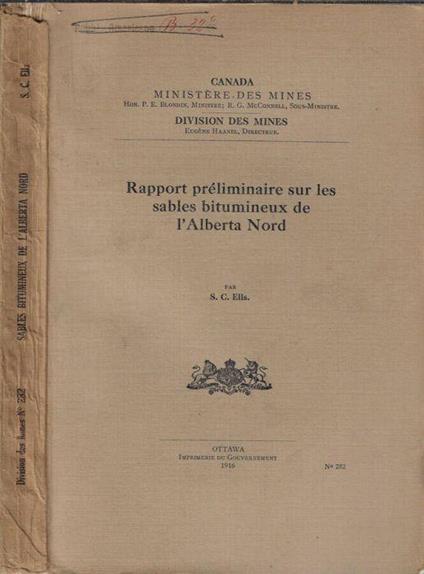 S. C. Ells
SABLES BITUMINEUX DE L'ALBERTA NORD
Division des Mines Nº 282
CANADA
MINISTÈRE DES MINES
Hon. P. E. Blondin, Ministre; R. G. McConnell, Sous-Ministre.
DIVISION DES MINES
Eugène Haanel, Directeur.
Rapport préliminaire sur les
sables bitumineux de
l'Alberta Nord
PAR
S. C. Ells.
OTTAWA
Imprimerie du Gouvernement
1916
Nº 282